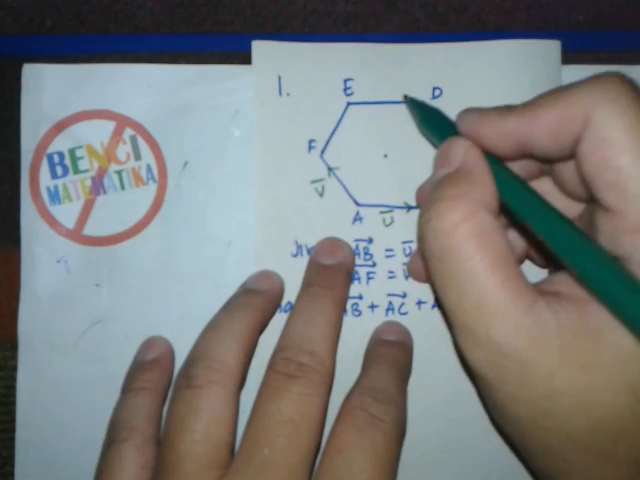 BENCI
MATEMATIKA
1.
E
D
F
V
A
U
AB = U
AF = V
AB + AC +